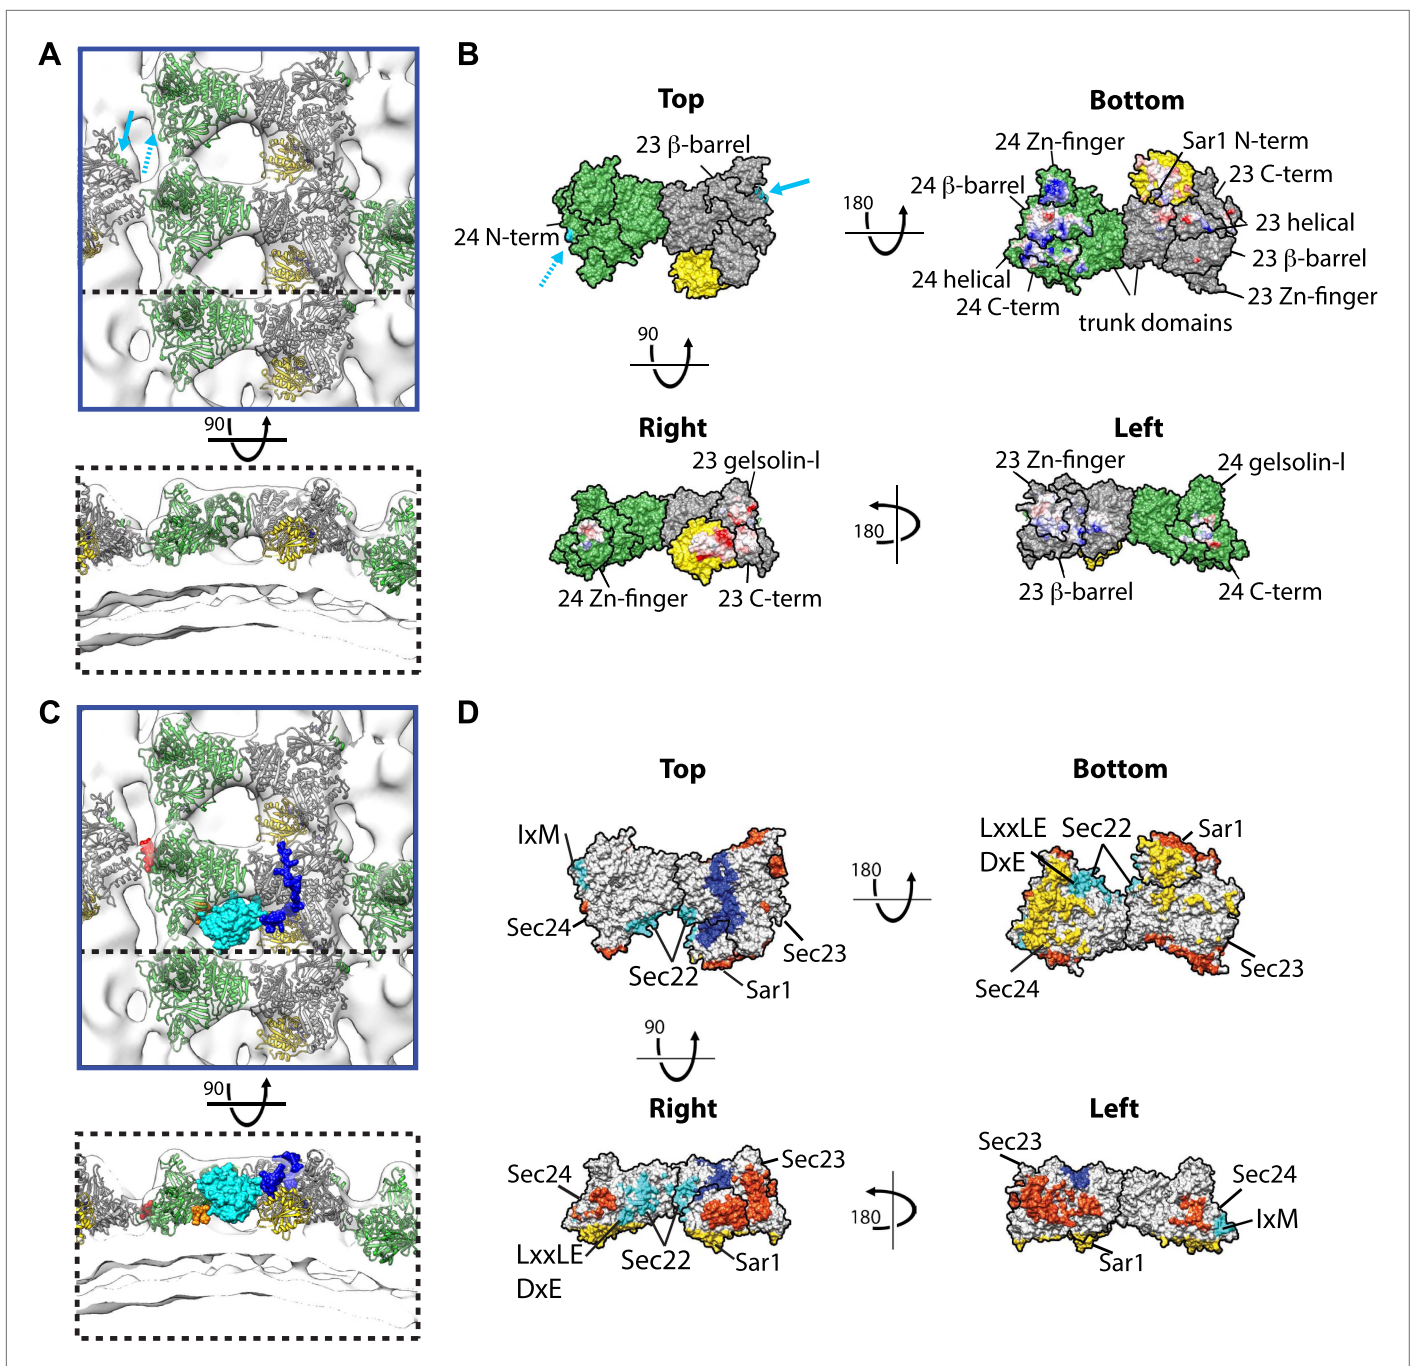 A
90
B
Top
23 β-barrel
24 N-term
180
Bottom
24 Zn-finger
Sar1 N-term
24 β-barrel
23 C-term
23 helical
24 helical
23 β-barrel
24 C-term
23 Zn-finger
trunk domains
90
Right
23 gelsolin-l
24 Zn-finger
23 C-term
180
Left
23 Zn-finger
24 gelsolin-l
23 β-barrel
24 C-term
C
90
D
Top
IxM
Sec24
Sec22
Sec23
Sar1
180
Bottom
LxxLE
Sec22
Sar1
DxE
Sec24
Sec23
90
Right
Sec24
Sec23
LxxLE
Sec22
Sar1
DxE
180
Left
Sec23
Sec24
IxM
Sar1